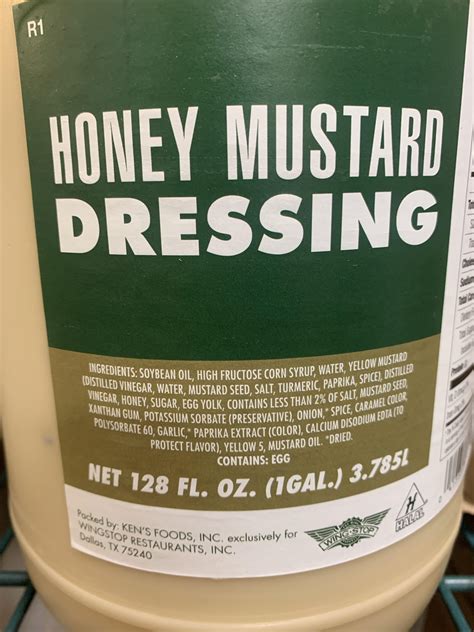 R1
HONEY MUSTARD
DRESSING
INGREDIENTS: SOYBEAN OIL, HIGH FRUCTOSE CORN SYRUP, WATER, YELLOW MUSTARD
(DISTILLED VINEGAR, WATER, MUSTARD SEED, SALT, TURMERIC, PAPRIKA, SPICE), DISTILLED
VINEGAR, HONEY, SUGAR, EGG YOLK, CONTAINS LESS THAN 2% OF SALT, MUSTARD SEED,
XANTHAN GUM, POTASSIUM SORBATE (PRESERVATIVE), ONION,* SPICE, CARAMEL COLOR,
POLYSORBATE 60, GARLIC,* PAPRIKA EXTRACT (COLOR), CALCIUM DISODIUM EDTA (TO
PROTECT FLAVOR), YELLOW 5, MUSTARD OIL. *DRIED.
CONTAINS: EGG
NET 128 FL. OZ. (1GAL.) 3.785L
Packed by: KEN'S FOODS, INC. exclusively for
WINGSTOP RESTAURANTS, INC.
Dallas, TX 75240
WING·STOP
H
HALAL